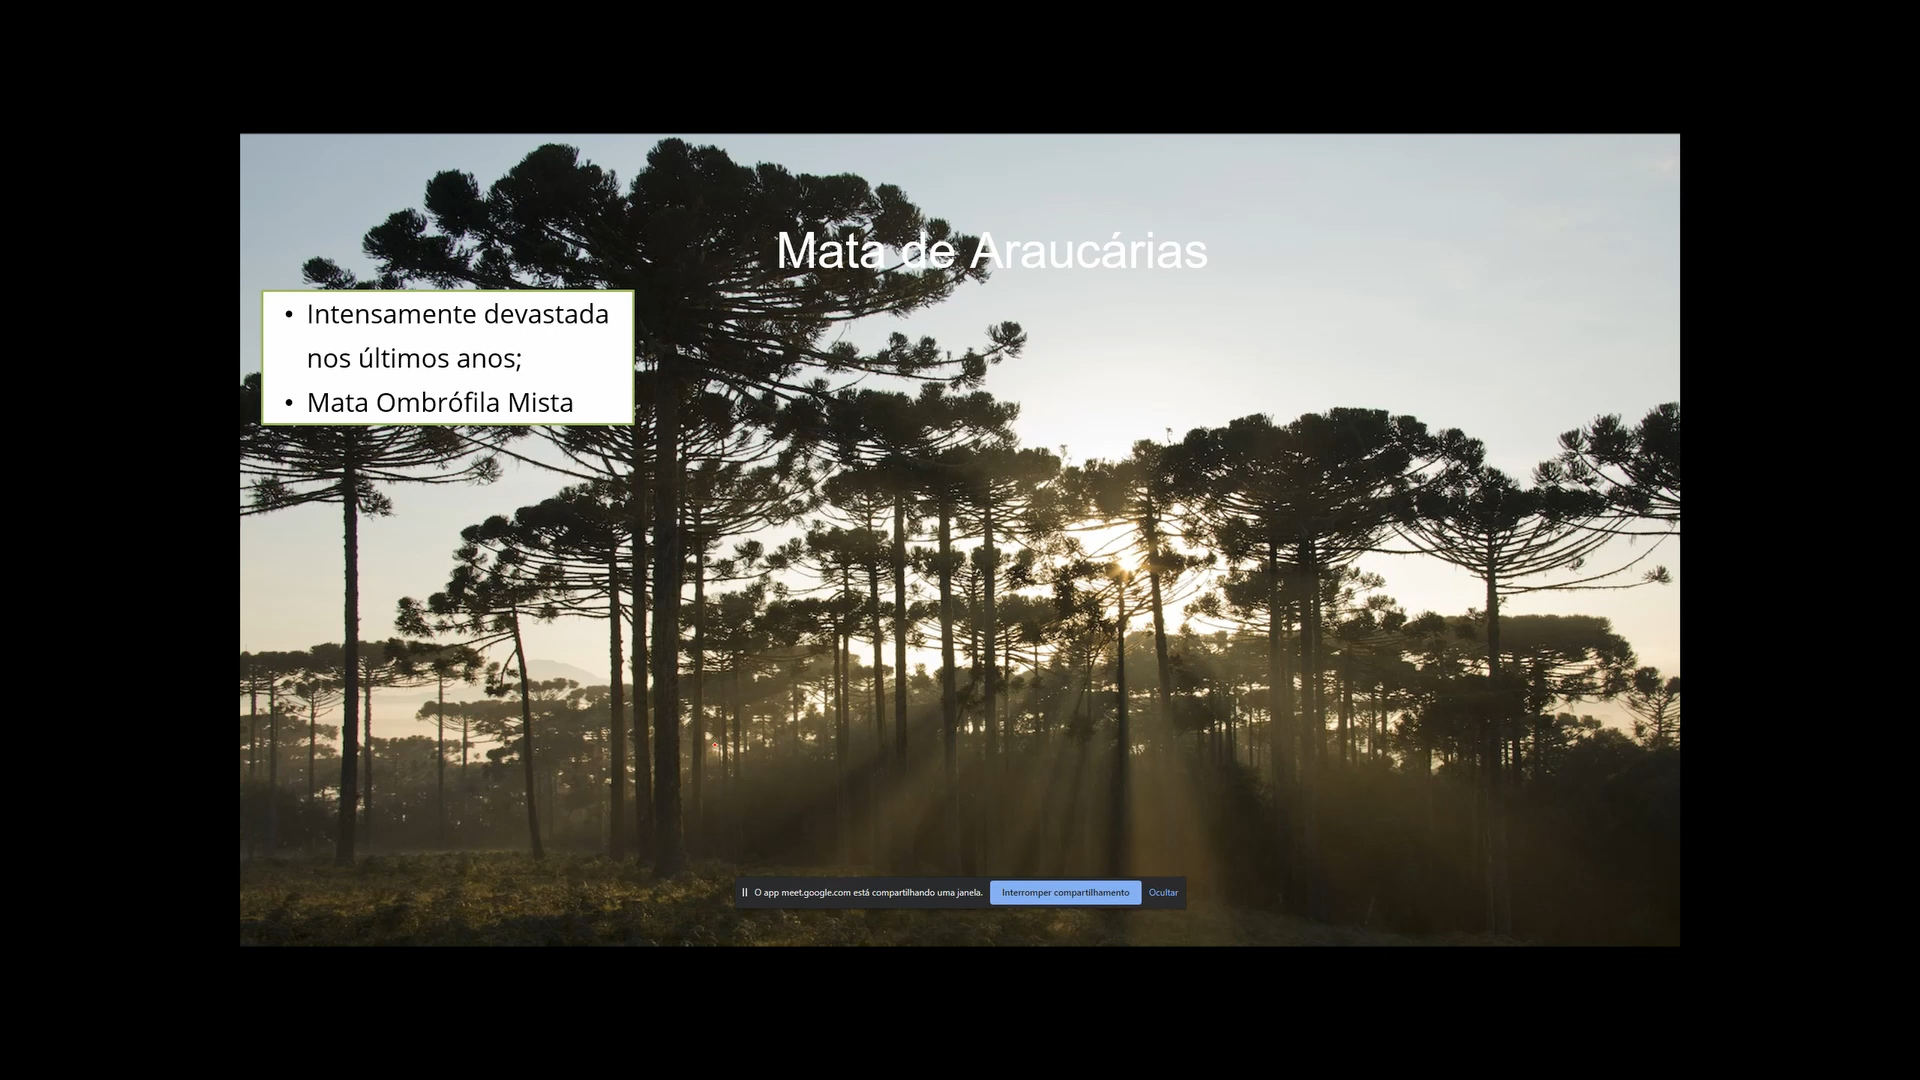 Mata de Araucárias
• Intensamente devastada
nos últimos anos;
• Mata Ombrófila Mista
O app meet.google.com está compartilhando uma janela. Interromper compartilhamento Ocultar